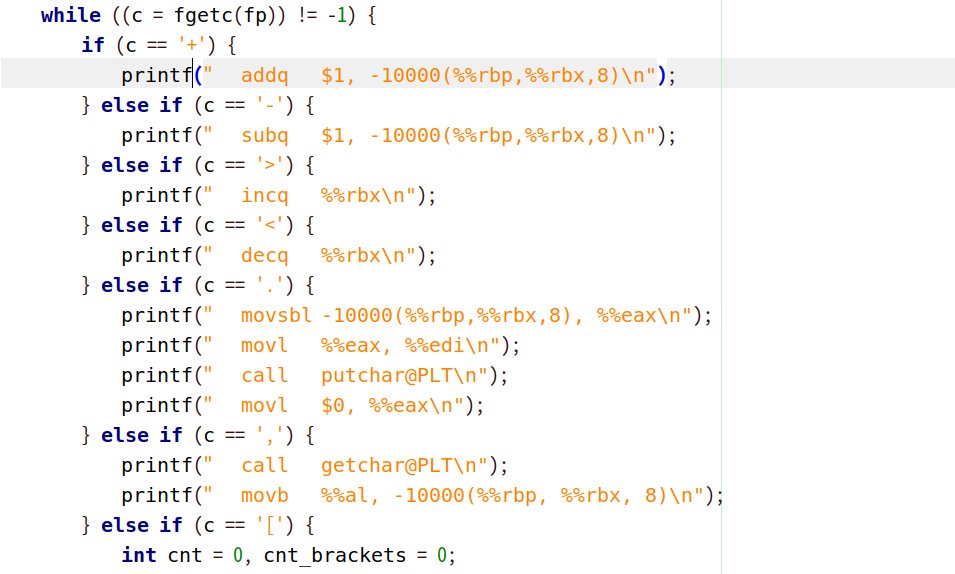 while ((c = fgetc(fp)) != -1) {
    if (c == '+') {
        printf("  addq   $1, -10000(%%rbp,%%rbx,8)\n");
    } else if (c == '-') {
        printf("  subq   $1, -10000(%%rbp,%%rbx,8)\n");
    } else if (c == '>') {
        printf("  incq   %%rbx\n");
    } else if (c == '<') {
        printf("  decq   %%rbx\n");
    } else if (c == '.') {
        printf("  movsbl -10000(%%rbp,%%rbx,8), %%eax\n");
        printf("  movl   %%eax, %%edi\n");
        printf("  call   putchar@PLT\n");
        printf("  movl   $0, %%eax\n");
    } else if (c == ',') {
        printf("  call   getchar@PLT\n");
        printf("  movb   %%al, -10000(%%rbp, %%rbx, 8)\n");
    } else if (c == '[') {
        int cnt = 0, cnt_brackets = 0;